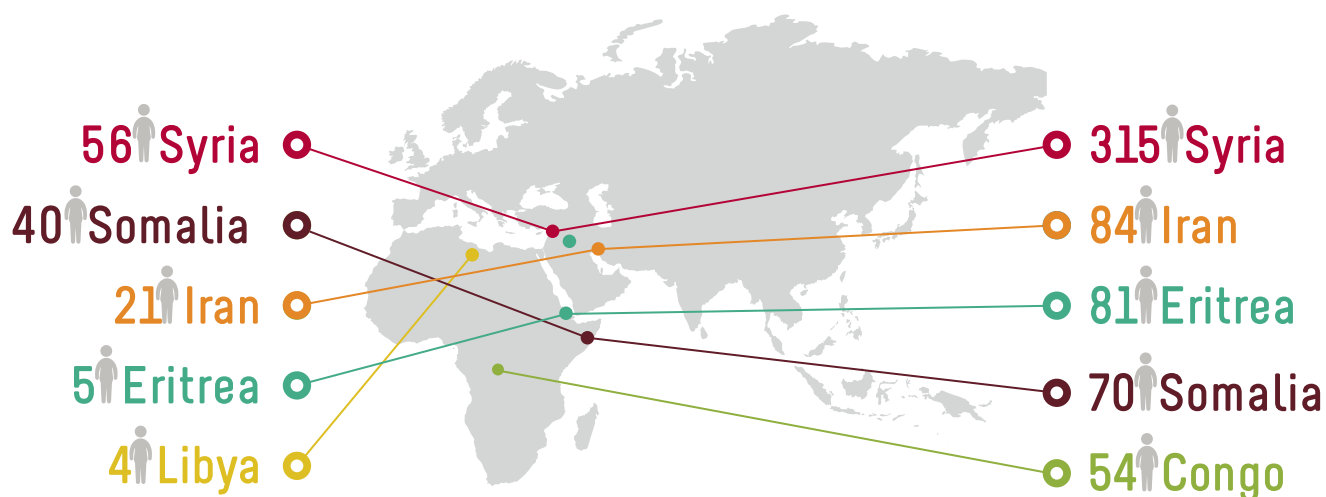 56 Syria
40 Somalia
21 Iran
5 Eritrea
4 Libya
315 Syria
84 Iran
81 Eritrea
70 Somalia
54 Congo